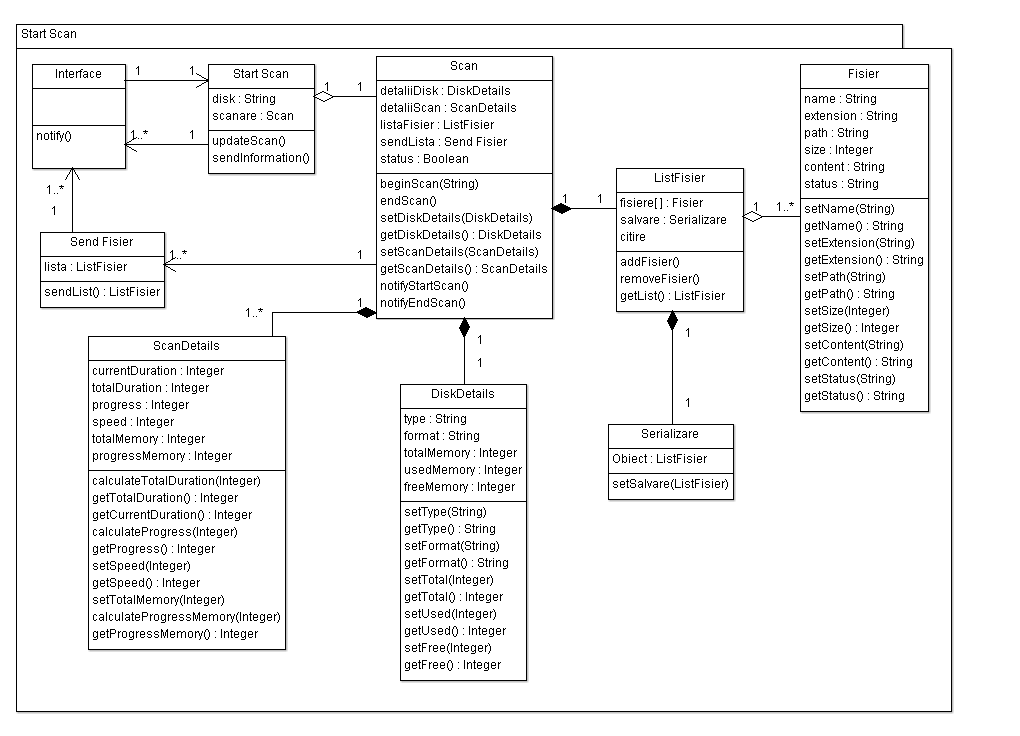 Start Scan
Interface
notify()
1
1
1..*
1
Start Scan
disk : String
scanare : Scan
updateScan()
sendInformation()
1
1
Scan
detaliiDisk : DiskDetails
detaliiScan : ScanDetails
listaFisier : ListFisier
sendLista : Send Fisier
status : Boolean
beginScan(String)
endScan()
setDiskDetails(DiskDetails)
getDiskDetails() : DiskDetails
setScanDetails(ScanDetails)
getScanDetails() : ScanDetails
notifyStartScan()
notifyEndScan()
1
1
ListFisier
fisiere[ ] : Fisier
salvare : Serializare
citire
addFisier()
removeFisier()
getList() : ListFisier
1
1..*
Fisier
name : String
extension : String
path : String
size : Integer
content : String
status : String
setName(String)
getName() : String
setExtension(String)
getExtension() : String
setPath(String)
getPath() : String
setSize(Integer)
getSize() : Integer
setContent(String)
getContent() : String
setStatus(String)
getStatus() : String
1..*
1
Send Fisier
lista : ListFisier
sendList() : ListFisier
1..*
1
1..*
1
ScanDetails
currentDuration : Integer
totalDuration : Integer
progress : Integer
speed : Integer
totalMemory : Integer
progressMemory : Integer
calculateTotalDuration(Integer)
getTotalDuration() : Integer
getCurrentDuration() : Integer
calculateProgress(Integer)
getProgress() : Integer
setSpeed(Integer)
getSpeed() : Integer
setTotalMemory(Integer)
calculateProgressMemory(Integer)
getProgressMemory() : Integer
1
1
DiskDetails
type : String
format : String
totalMemory : Integer
usedMemory : Integer
freeMemory : Integer
setType(String)
getType() : String
setFormat(String)
getFormat() : String
setTotal(Integer)
getTotal() : Integer
setUsed(Integer)
getUsed() : Integer
setFree(Integer)
getFree() : Integer
1
1
Serializare
Obiect : ListFisier
setSalvare(ListFisier)